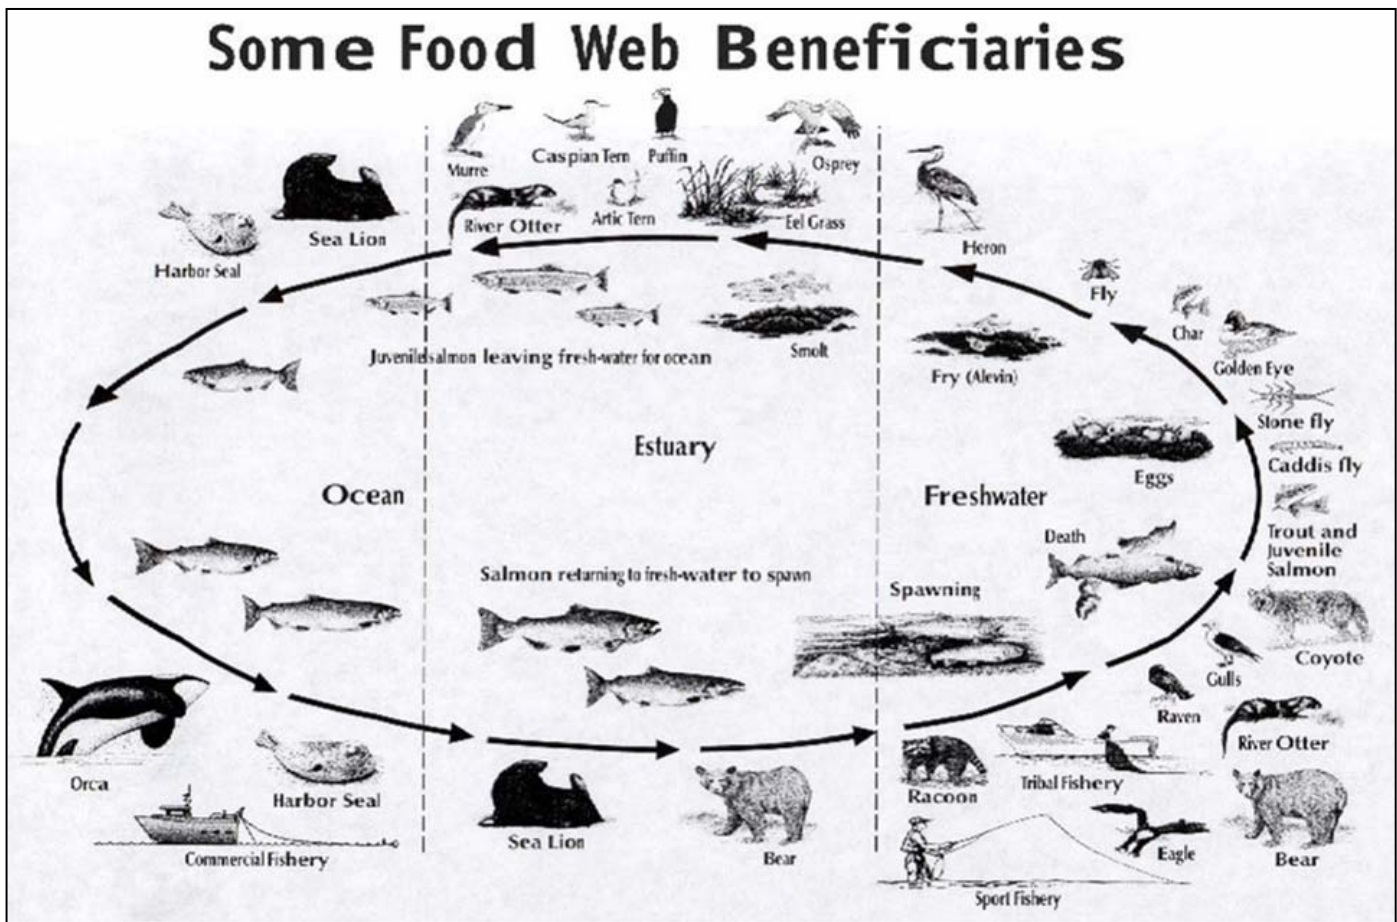 Some Food Web Beneficiaries
Murre
Caspian Tern
Puffin
Osprey
Harbor Seal
Sea Lion
River Otter
Artic Tern
Eel Grass
Heron
Fly
Char
Golden Eye
Stone fly
Caddis fly
Trout and
Juvenile
Salmon
Juvenile salmon leaving fresh-water for ocean
Smolt
Fry (Alevin)
Eggs
Ocean
Estuary
Freshwater
Death
Salmon returning to fresh-water to spawn
Spawning
Coyote
Gulls
Raven
River Otter
Orca
Harbor Seal
Commercial Fishery
Sea Lion
Bear
Racoon
Tribal Fishery
Eagle
Bear
Sport Fishery